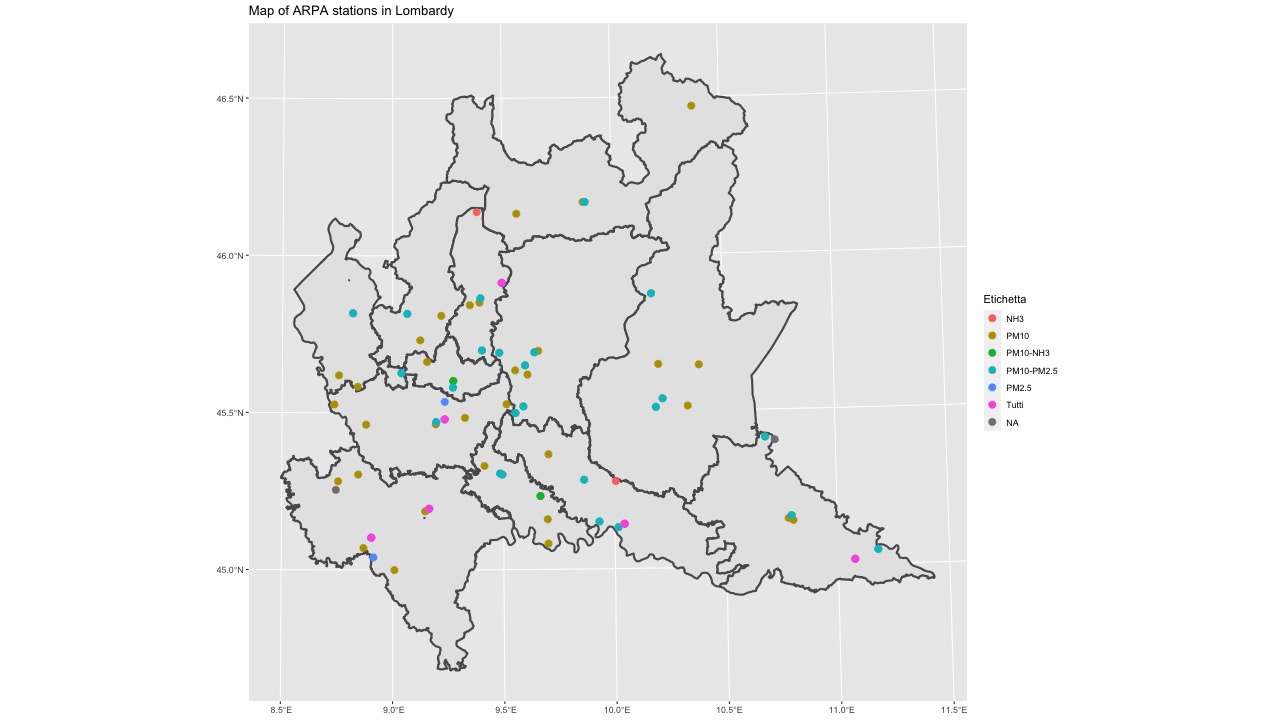 Map of ARPA stations in Lombardy
46.5°N
46.0°N
45.5°N
45.0°N
8.5°E
9.0°E
9.5°E
10.0°E
10.5°E
11.0°E
11.5°E
Etichetta
NH3
PM10
PM10-NH3
PM10-PM2.5
PM2.5
Tutti
NA